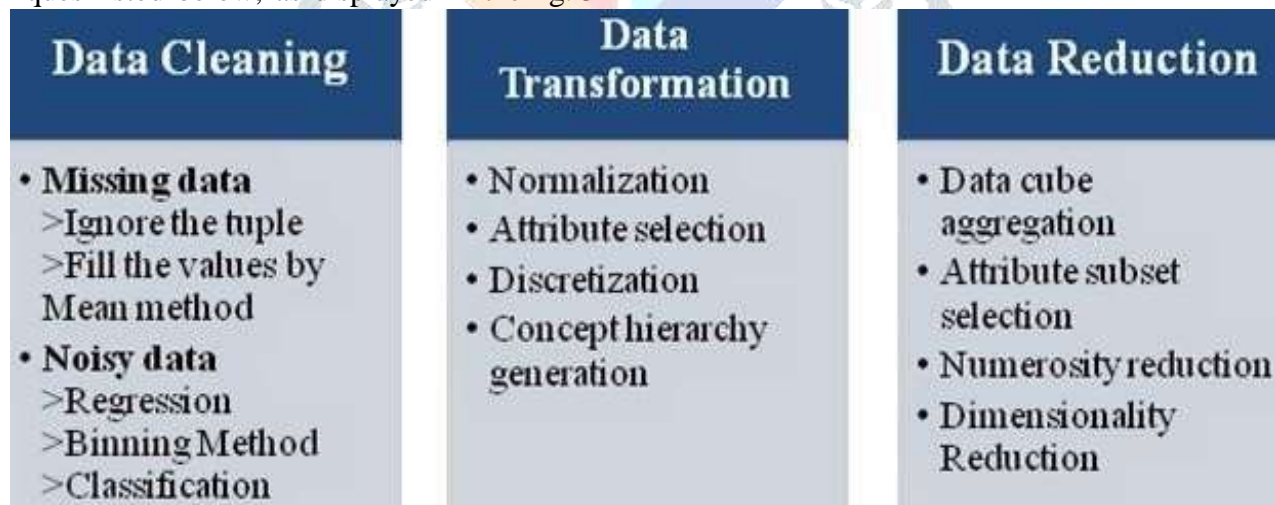 Data Cleaning
• Missing data
>Ignore the tuple
>Fill the values by
Mean method
• Noisy data
>Regression
>Binning Method
>Classification
Data
Transformation
• Normalization
• Attribute selection
• Discretization
• Concept hierarchy
generation
Data Reduction
• Data cube
aggregation
• Attribute subset
selection
• Numerosity reduction
• Dimensionality
Reduction